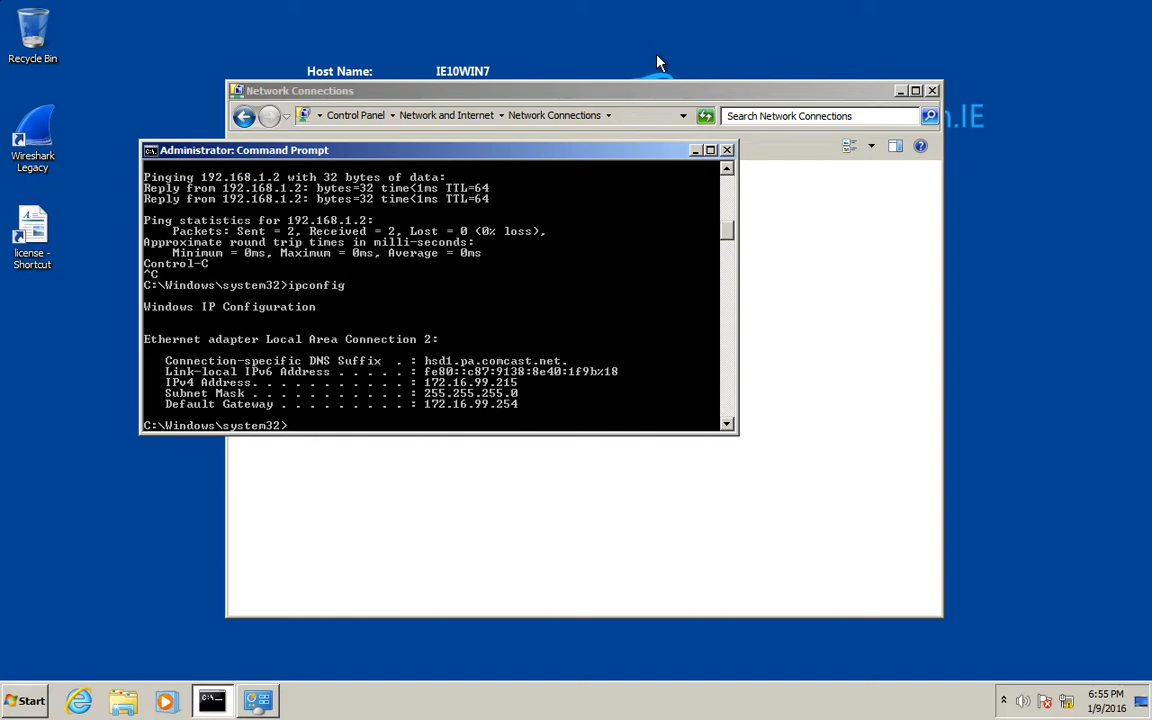 Recycle Bin
Wireshark
Legacy
license -
Shortcut
Host Name: IE10WIN7
Network Connections
Control Panel
Network and Internet
Network Connections
Search Network Connections
.IE
Administrator: Command Prompt
Pinging 192.168.1.2 with 32 bytes of data:
Reply from 192.168.1.2: bytes=32 time<1ms TTL=64
Reply from 192.168.1.2: bytes=32 time<1ms TTL=64
Ping statistics for 192.168.1.2:
Packets: Sent = 2, Received = 2, Lost = 0 (0% loss),
Approximate round trip times in milli-seconds:
Minimum = 0ms, Maximum = 0ms, Average = 0ms
Control-C
^C
C:\Windows\system32>ipconfig
Windows IP Configuration
Ethernet adapter Local Area Connection 2:
Connection-specific DNS Suffix . : hsd1.pa.comcast.net.
Link-local IPv6 Address . . . . . : fe80::c87:9138:8e40:1f9b%18
IPv4 Address. . . . . . . . . . . : 172.16.99.215
Subnet Mask . . . . . . . . . . . : 255.255.255.0
Default Gateway . . . . . . . . . : 172.16.99.254
C:\Windows\system32>
Start
6:55 PM
1/9/2016